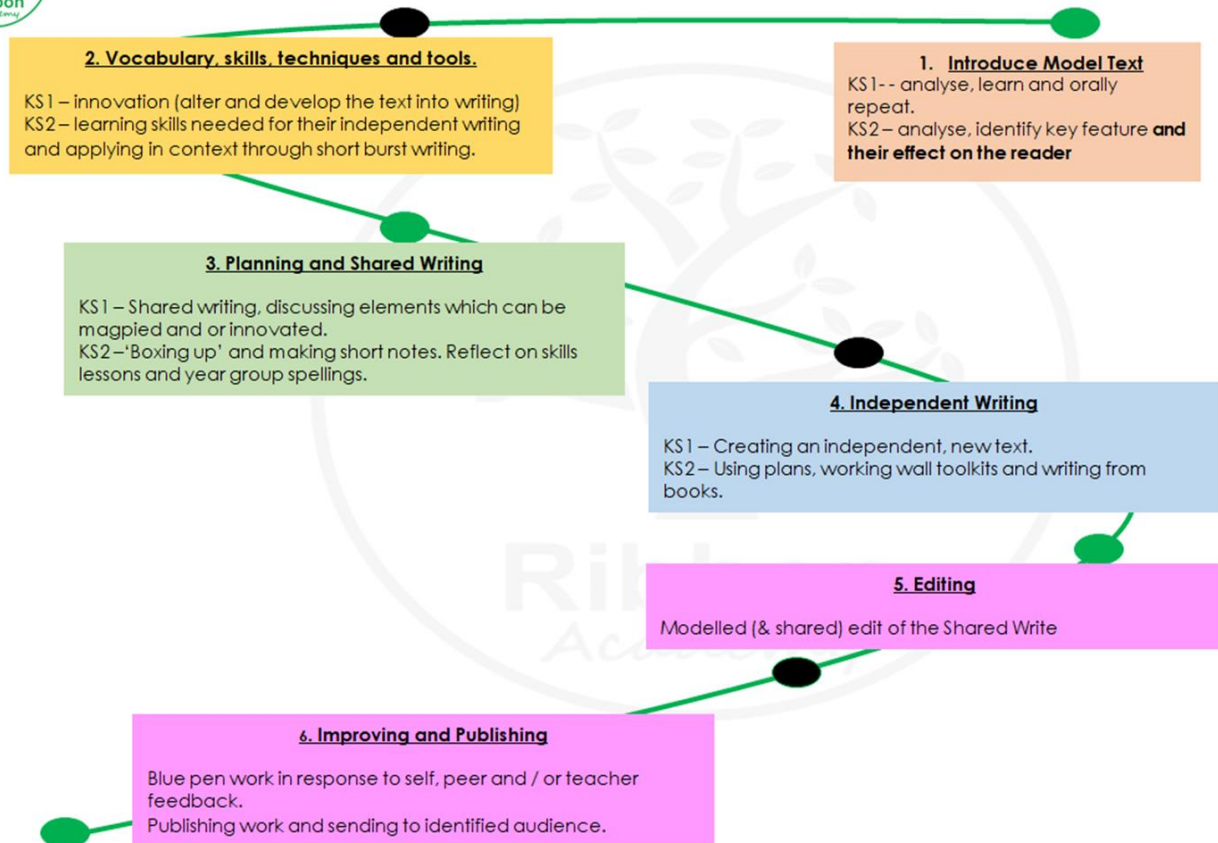 1. Introduce Model Text
KS1-- analyse, learn and orally
repeat.
KS2 – analyse, identify key feature and
their effect on the reader
2. Vocabulary, skills, techniques and tools.
KS1 – innovation (alter and develop the text into writing)
KS2 – learning skills needed for their independent writing
and applying in context through short burst writing.
3. Planning and Shared Writing
KS1 – Shared writing, discussing elements which can be
magpied and or innovated.
KS2 –‘Boxing up’ and making short notes. Reflect on skills
lessons and year group spellings.
4. Independent Writing
KS1 – Creating an independent, new text.
KS2 – Using plans, working wall toolkits and writing from
books.
5. Editing
Modelled (& shared) edit of the Shared Write
6. Improving and Publishing
Blue pen work in response to self, peer and / or teacher
feedback.
Publishing work and sending to identified audience.